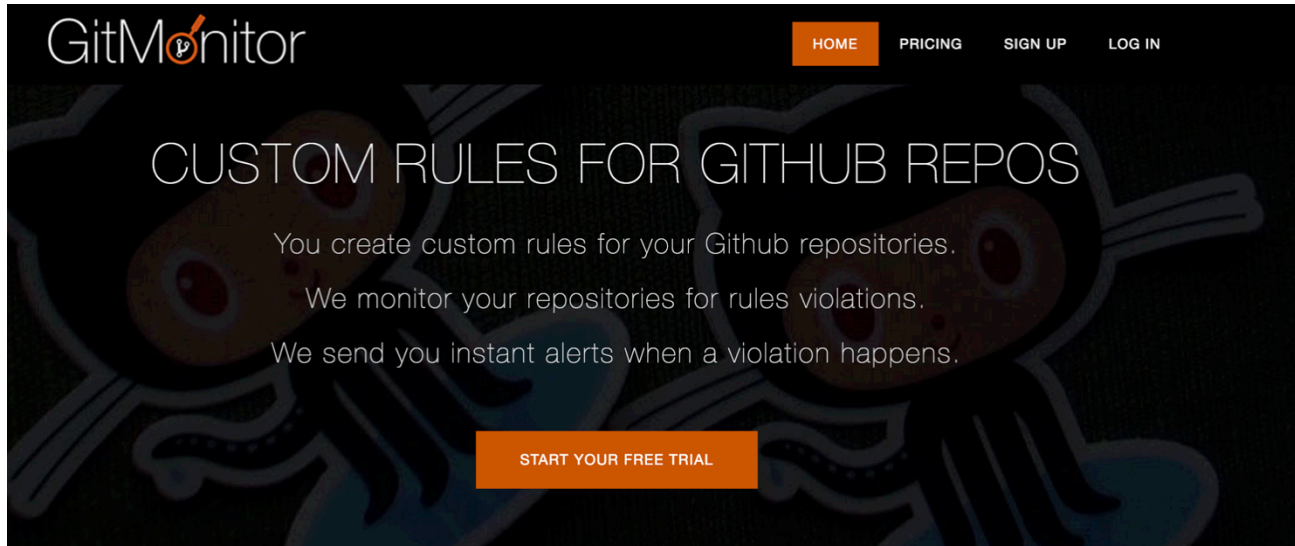 GitMonitor
HOME PRICING SIGN UP LOG IN
CUSTOM RULES FOR GITHUB REPOS
You create custom rules for your Github repositories.
We monitor your repositories for rules violations.
We send you instant alerts when a violation happens.
START YOUR FREE TRIAL